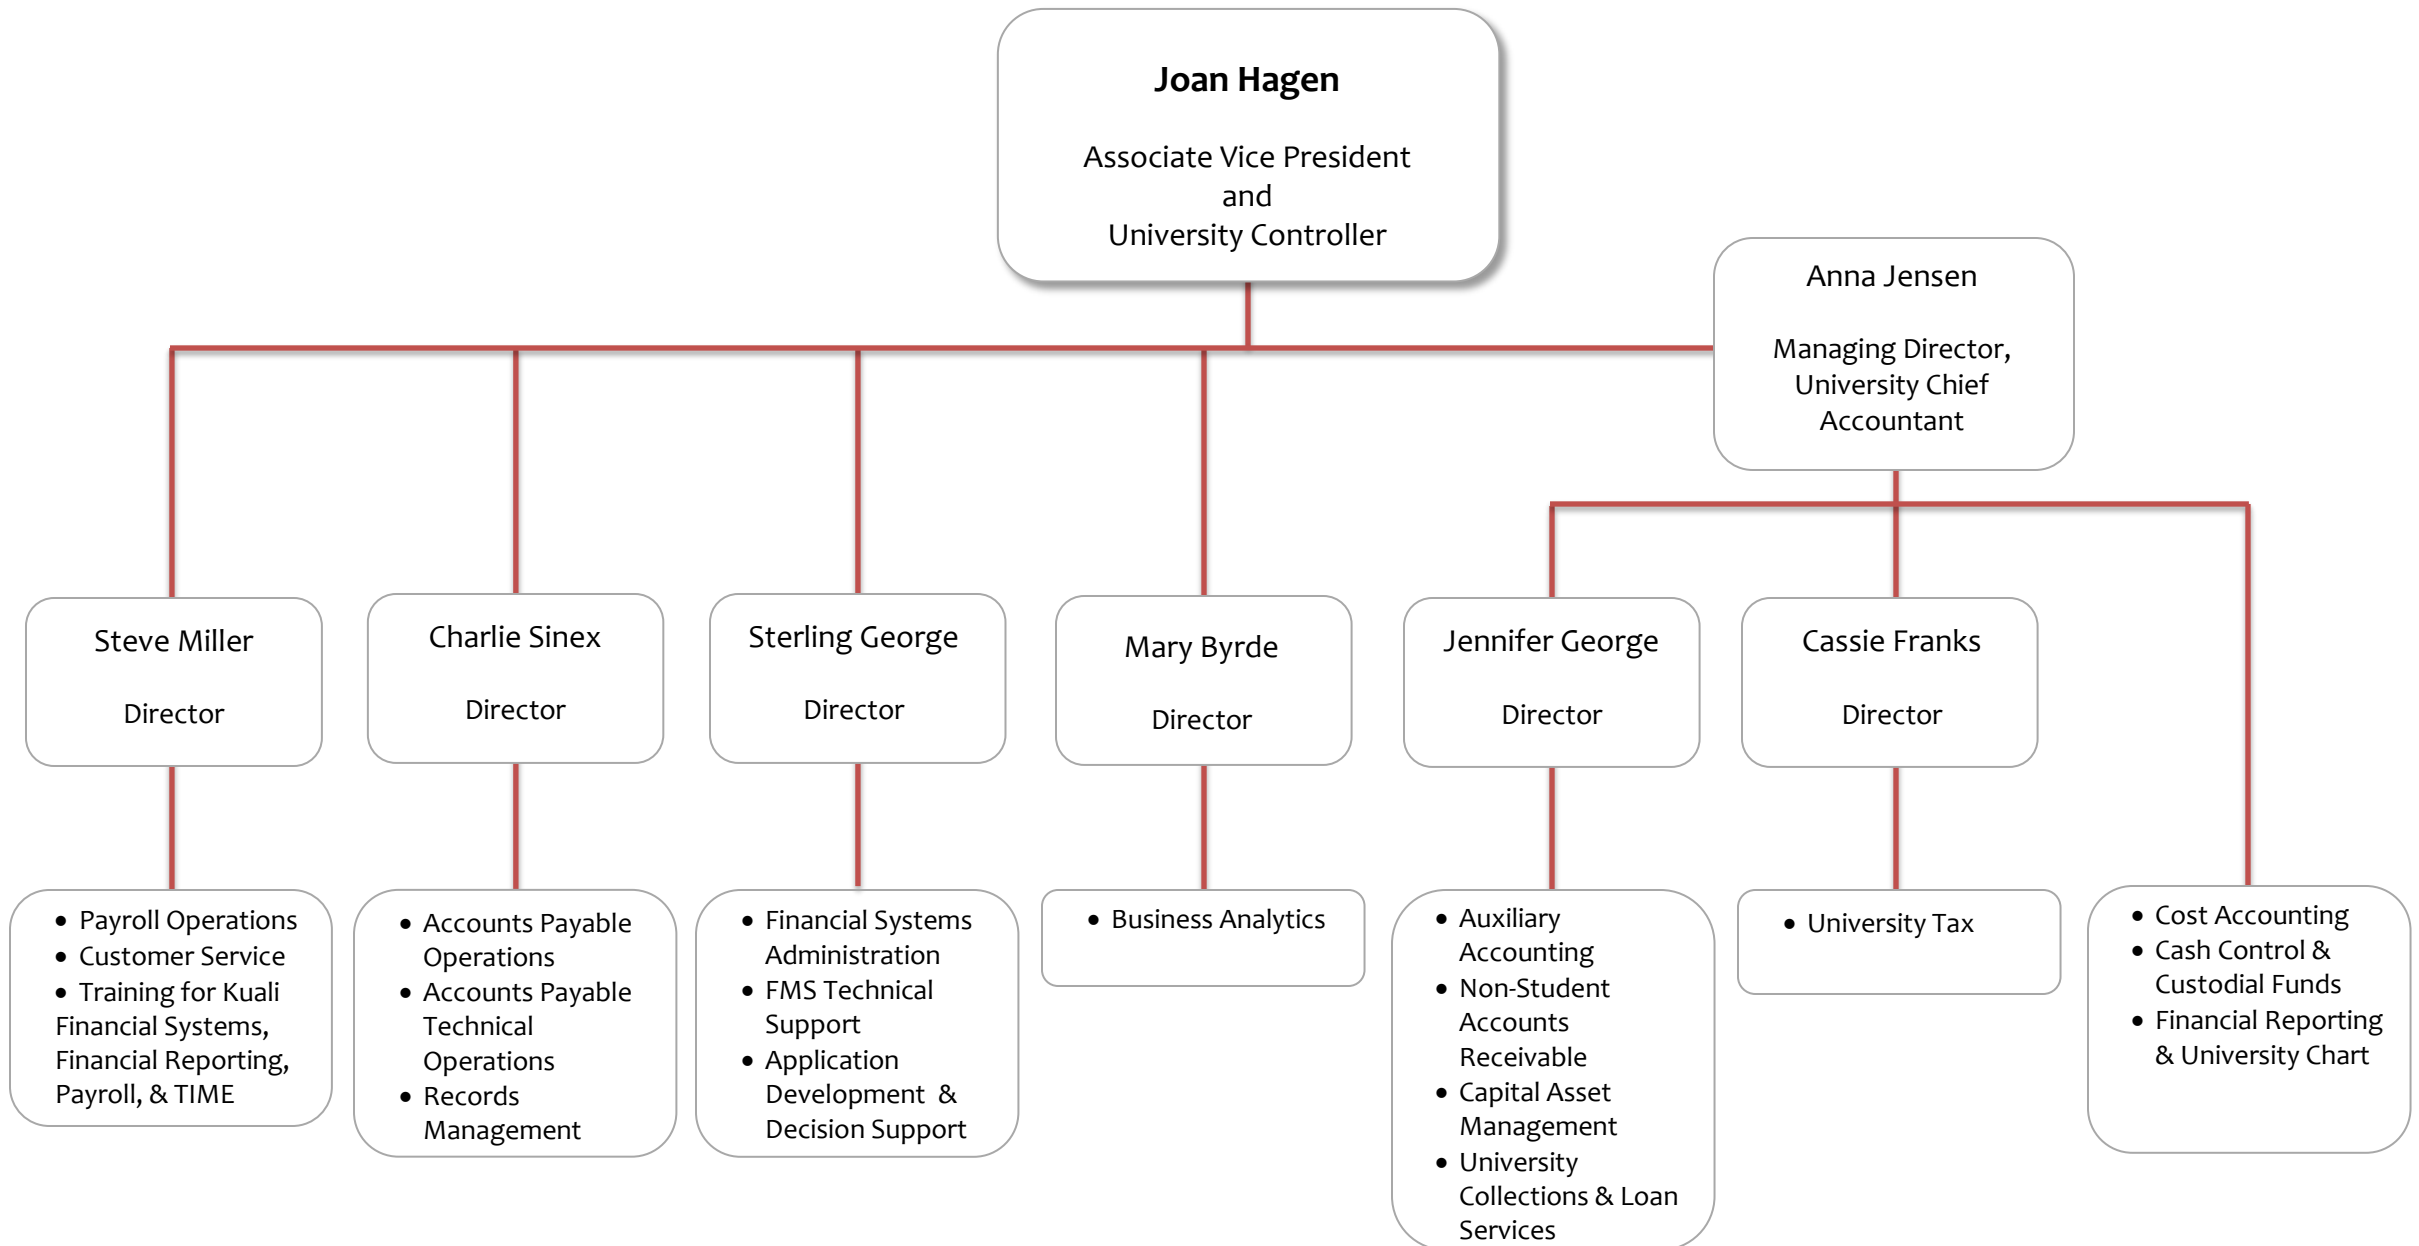 Joan Hagen
Associate Vice President
and
University Controller
Anna Jensen
Managing Director,
University Chief
Accountant
Steve Miller
Director
Charlie Sinex
Director
Sterling George
Director
Mary Byrde
Director
Jennifer George
Director
Cassie Franks
Director
• Payroll Operations
• Customer Service
• Training for Kuali
Financial Systems,
Financial Reporting,
Payroll, & TIME
• Accounts Payable
Operations
• Accounts Payable
Technical
Operations
• Records
Management
• Financial Systems
Administration
• FMS Technical
Support
• Application
Development &
Decision Support
• Business Analytics
• Auxiliary
Accounting
• Non-Student
Accounts
Receivable
• Capital Asset
Management
• University
Collections & Loan
Services
• University Tax
• Cost Accounting
• Cash Control &
Custodial Funds
• Financial Reporting
& University Chart